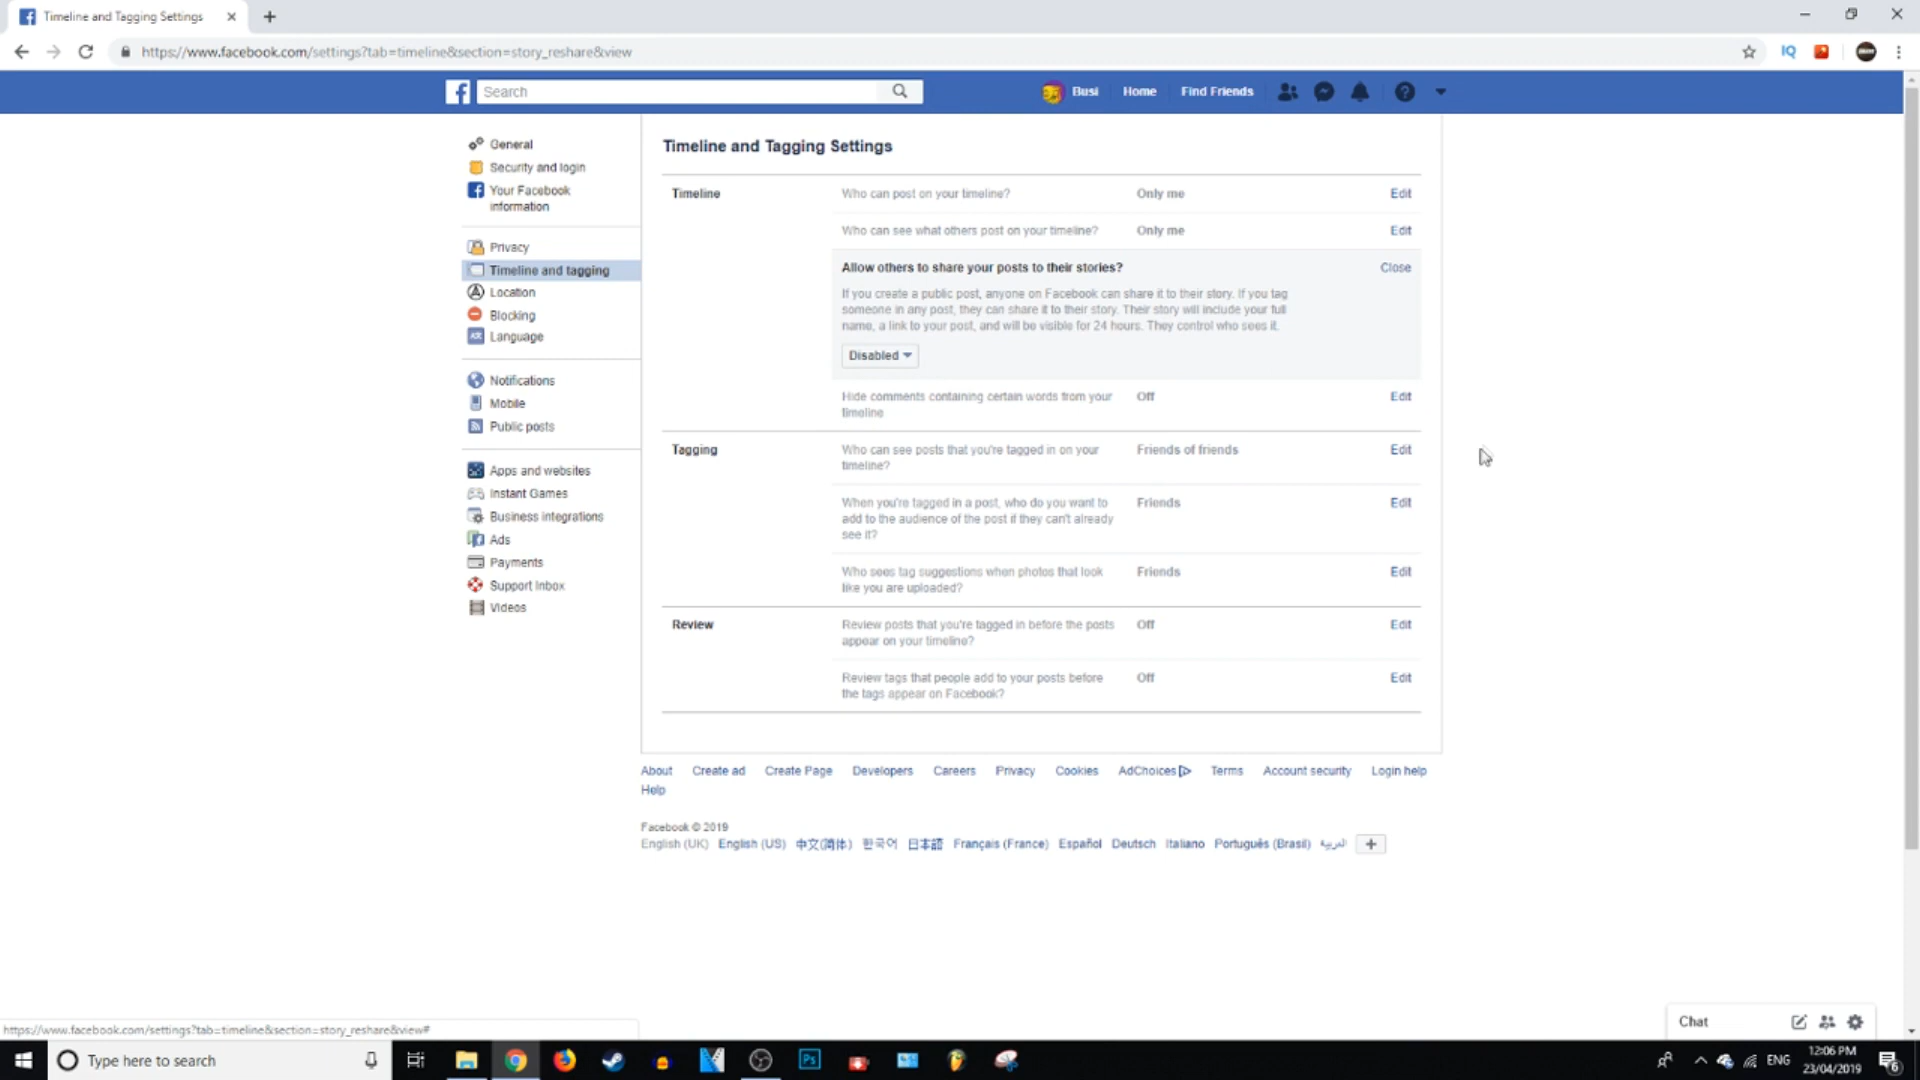 Timeline and Tagging Settings
https://www.facebook.com/settings?tab=timeline&section=story_reshare&view
IQ
Search
Busi
Home
Find Friends
General
Security and login
Your Facebook
information
Privacy
Timeline and tagging
Location
Blocking
Language
Notifications
Mobile
Public posts
Apps and websites
Instant Games
Business integrations
Ads
Payments
Support Inbox
Videos
Timeline and Tagging Settings
Timeline
Who can post on your timeline?
Only me
Edit
Who can see what others post on your timeline?
Only me
Edit
Allow others to share your posts to their stories?
Close
If you create a public post, anyone on Facebook can share it to their story. If you tag
someone in any post, they can share it to their story. Their story will include your full
name, a link to your post, and will be visible for 24 hours. They control who sees it.
Disabled
Hide comments containing certain words from your
timeline
Off
Edit
Tagging
Who can see posts that you're tagged in on your
timeline?
Friends of friends
Edit
When you're tagged in a post, who do you want to
add to the audience of the post if they can't already
see it?
Friends
Edit
Who sees tag suggestions when photos that look
like you are uploaded?
Friends
Edit
Review
Review posts that you're tagged in before the posts
appear on your timeline?
Off
Edit
Review tags that people add to your posts before
the tags appear on Facebook?
Off
Edit
About Create ad Create Page Developers Careers Privacy Cookies AdChoices Terms Account security Login help
Help
Facebook © 2019
English (UK) English (US) 中文(简体) 한국어 日本語 Français (France) Español Deutsch Italiano Português (Brasil) العربية
Chat
https://www.facebook.com/settings?tab=timeline&section=story_reshare&view#
Type here to search
Ps
ENG
12:06 PM
23/04/2019
6